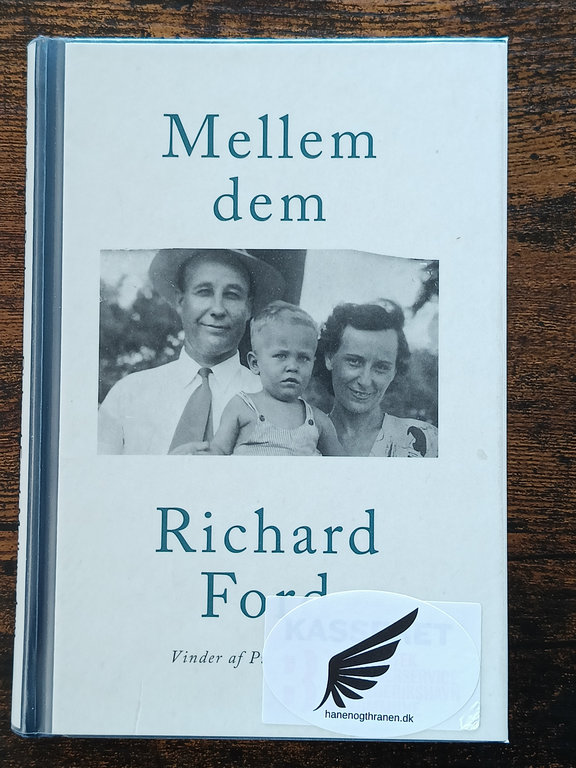 Mellem
dem
Richard
Ford
Vinder af P
KASSERET
hanenogthranen.dk